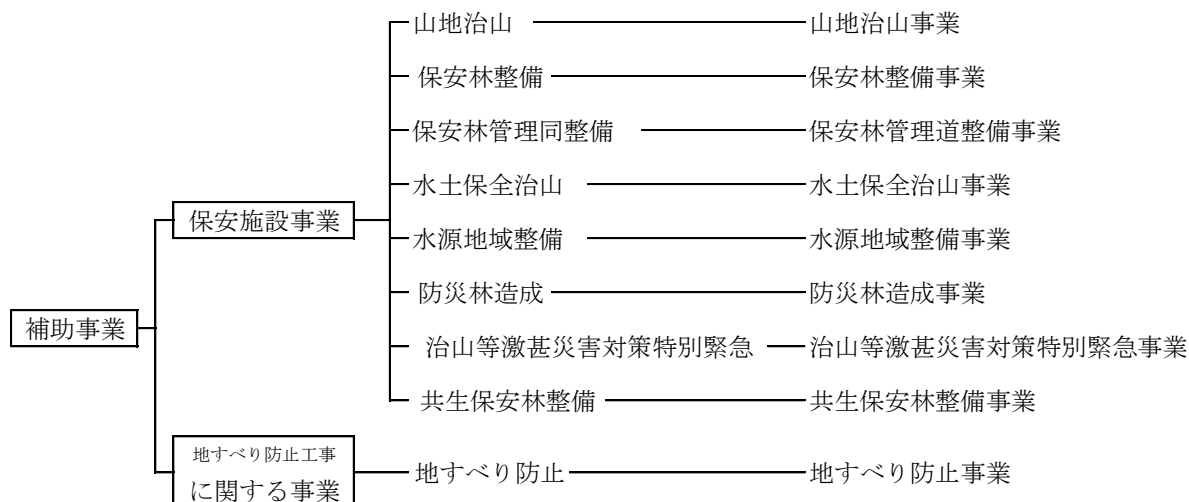 山地治山 山地治山事業
保安林整備 保安林整備事業
保安林管理同整備 保安林管理道整備事業
水土保全治山 水土保全治山事業
保安施設事業
水源地域整備 水源地域整備事業
防災林造成 防災林造成事業
補助事業
治山等激甚災害対策特別緊急 治山等激甚災害対策特別緊急事業
共生保安林整備 共生保安林整備事業
地すべり防止工事
に関する事業
地すべり防止 地すべり防止事業